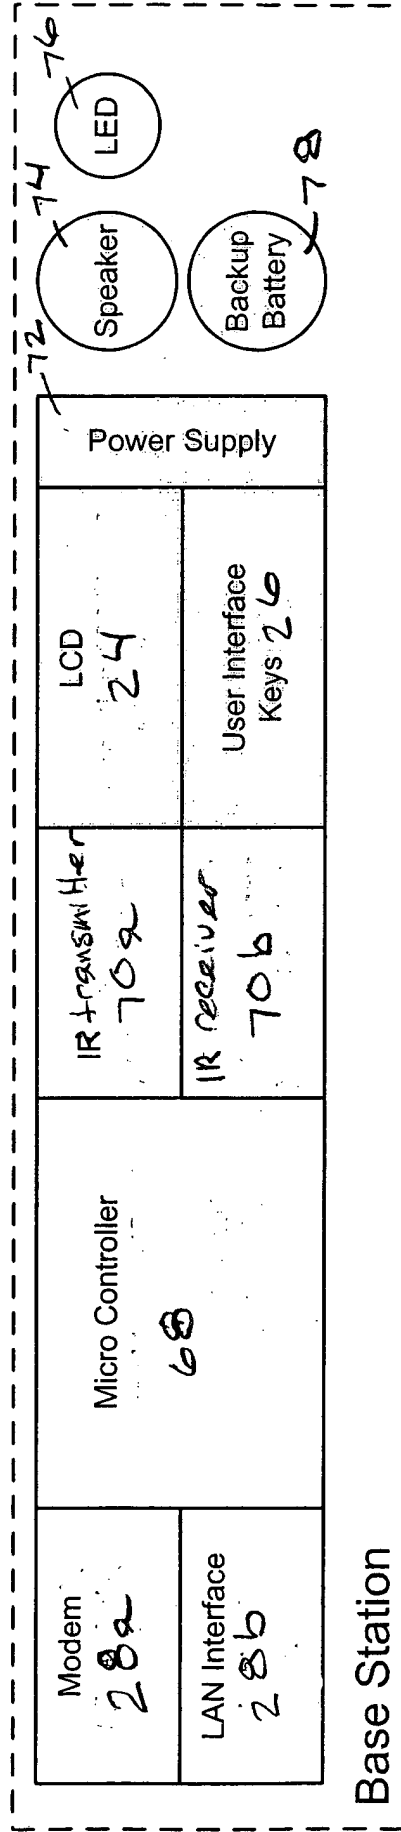 Modem
28a
LAN Interface
28b
Micro Controller
68
IR transmitter
70a
IR receiver
70b
LCD
24
User Interface
Keys 26
Power Supply
72
Speaker
74
LED
76
Backup
Battery
78
Base Station